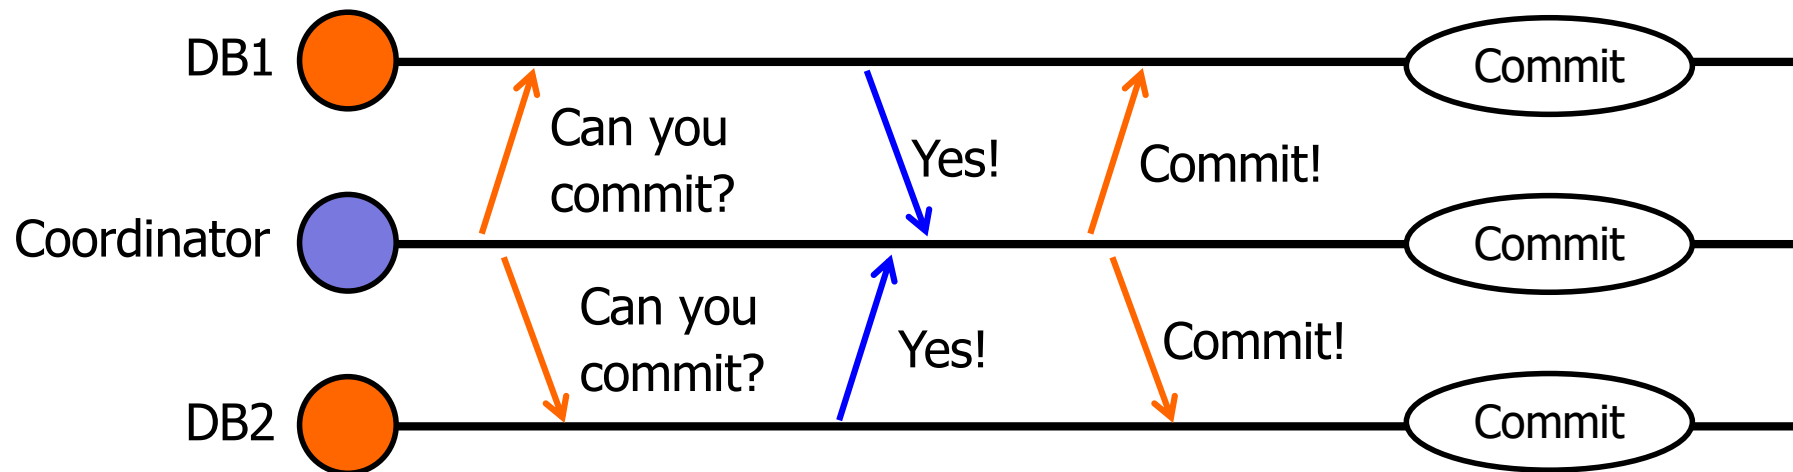 DB1
Commit
Can you
commit?
Yes!
Commit!
Coordinator
Commit
Can you
commit?
Yes!
Commit!
DB2
Commit